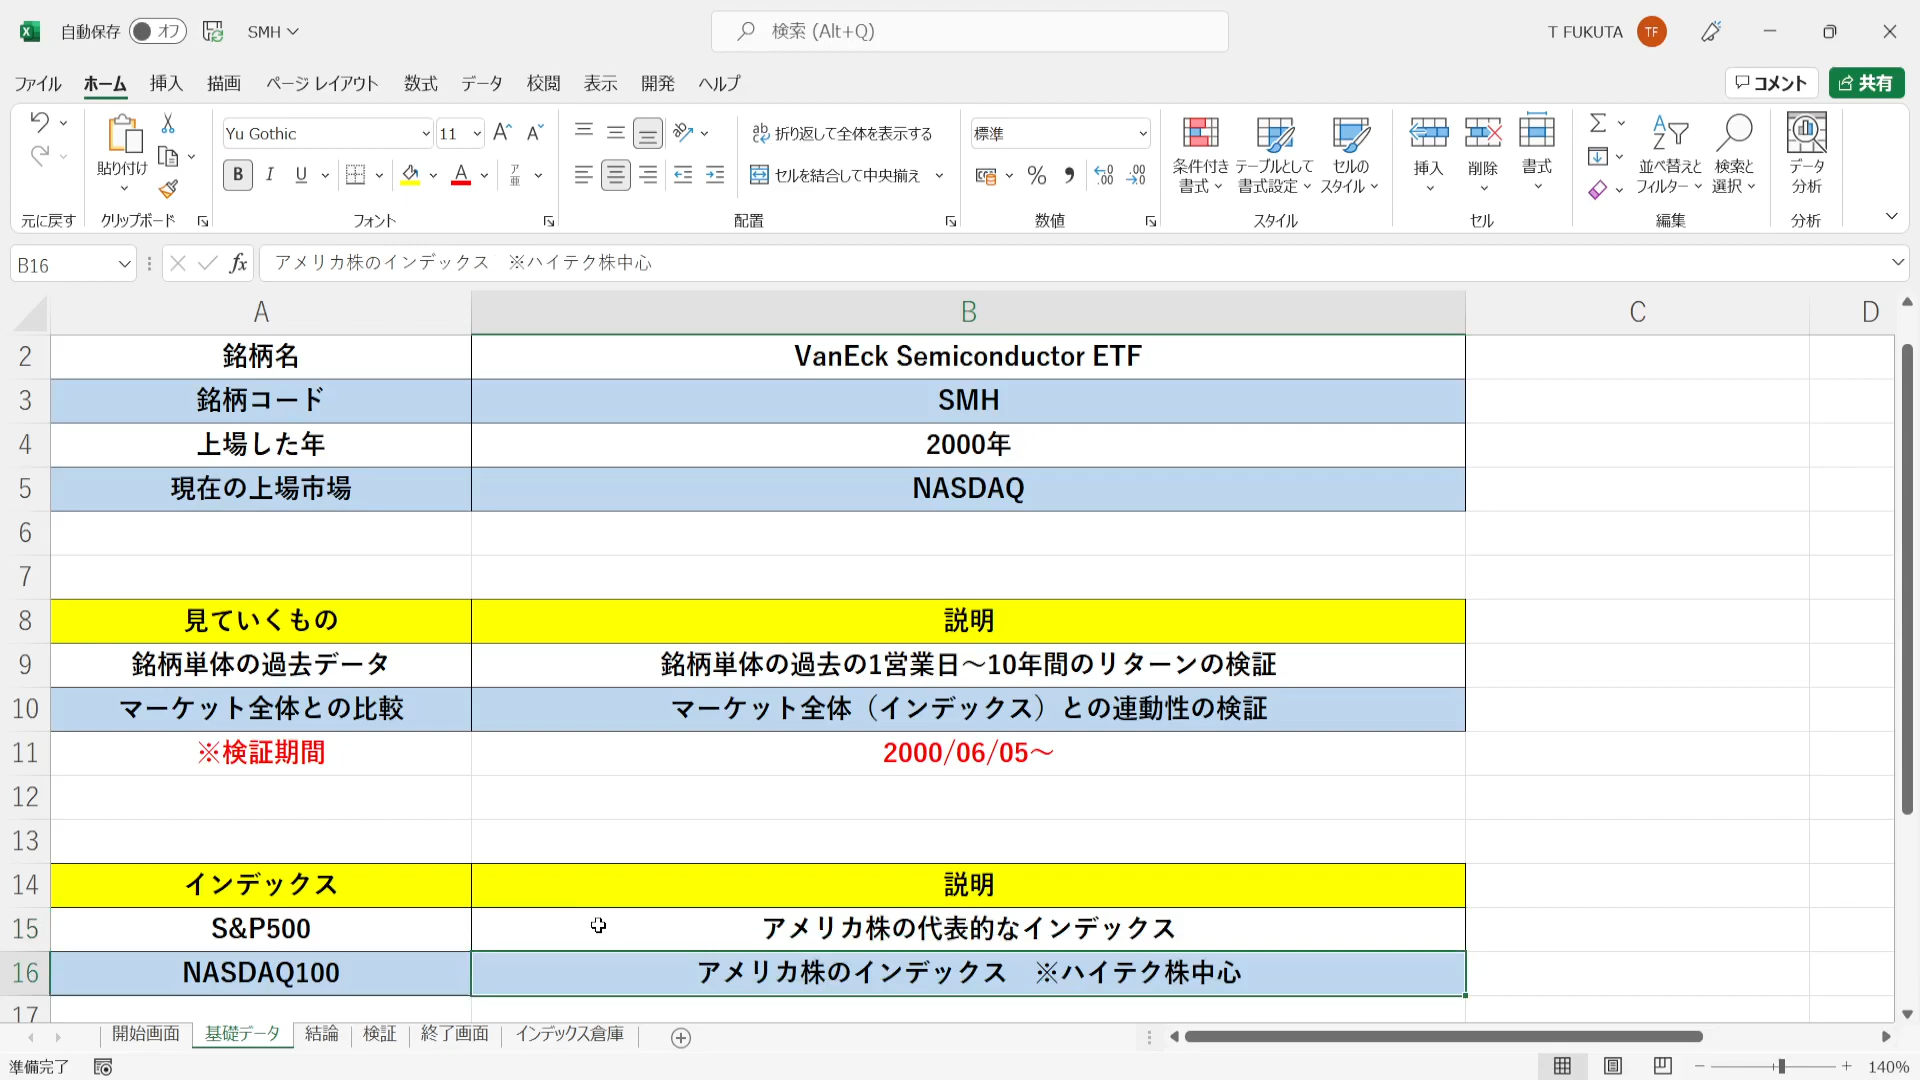 自動保存 オフ SMH 検索 (Alt+Q) T FUKUTA TF
ファイル ホーム 挿入 描画 ページ レイアウト 数式 データ 校閲 表示 開発 ヘルプ コメント 共有
貼り付け Yu Gothic 11 折り返して全体を表示する 標準 条件付き書式 テーブルとして書式設定 セルのスタイル 挿入 削除 書式 並べ替えとフィルター 検索と選択 データ分析
B I U ア亜 セルを結合して中央揃え
元に戻す クリップボード フォント 配置 数値 スタイル セル 編集 分析
B16 fx アメリカ株のインデックス　※ハイテク株中心
A B C D
2 銘柄名 VanEck Semiconductor ETF
3 銘柄コード SMH
4 上場した年 2000年
5 現在の上場市場 NASDAQ
6
7
8 見ていくもの 説明
9 銘柄単体の過去データ 銘柄単体の過去の1営業日～10年間のリターンの検証
10 マーケット全体との比較 マーケット全体（インデックス）との連動性の検証
11 ※検証期間 2000/06/05～
12
13
14 インデックス 説明
15 S&P500 アメリカ株の代表的なインデックス
16 NASDAQ100 アメリカ株のインデックス　※ハイテク株中心
17
開始画面 基礎データ 結論 検証 終了画面 インデックス倉庫
準備完了 140%